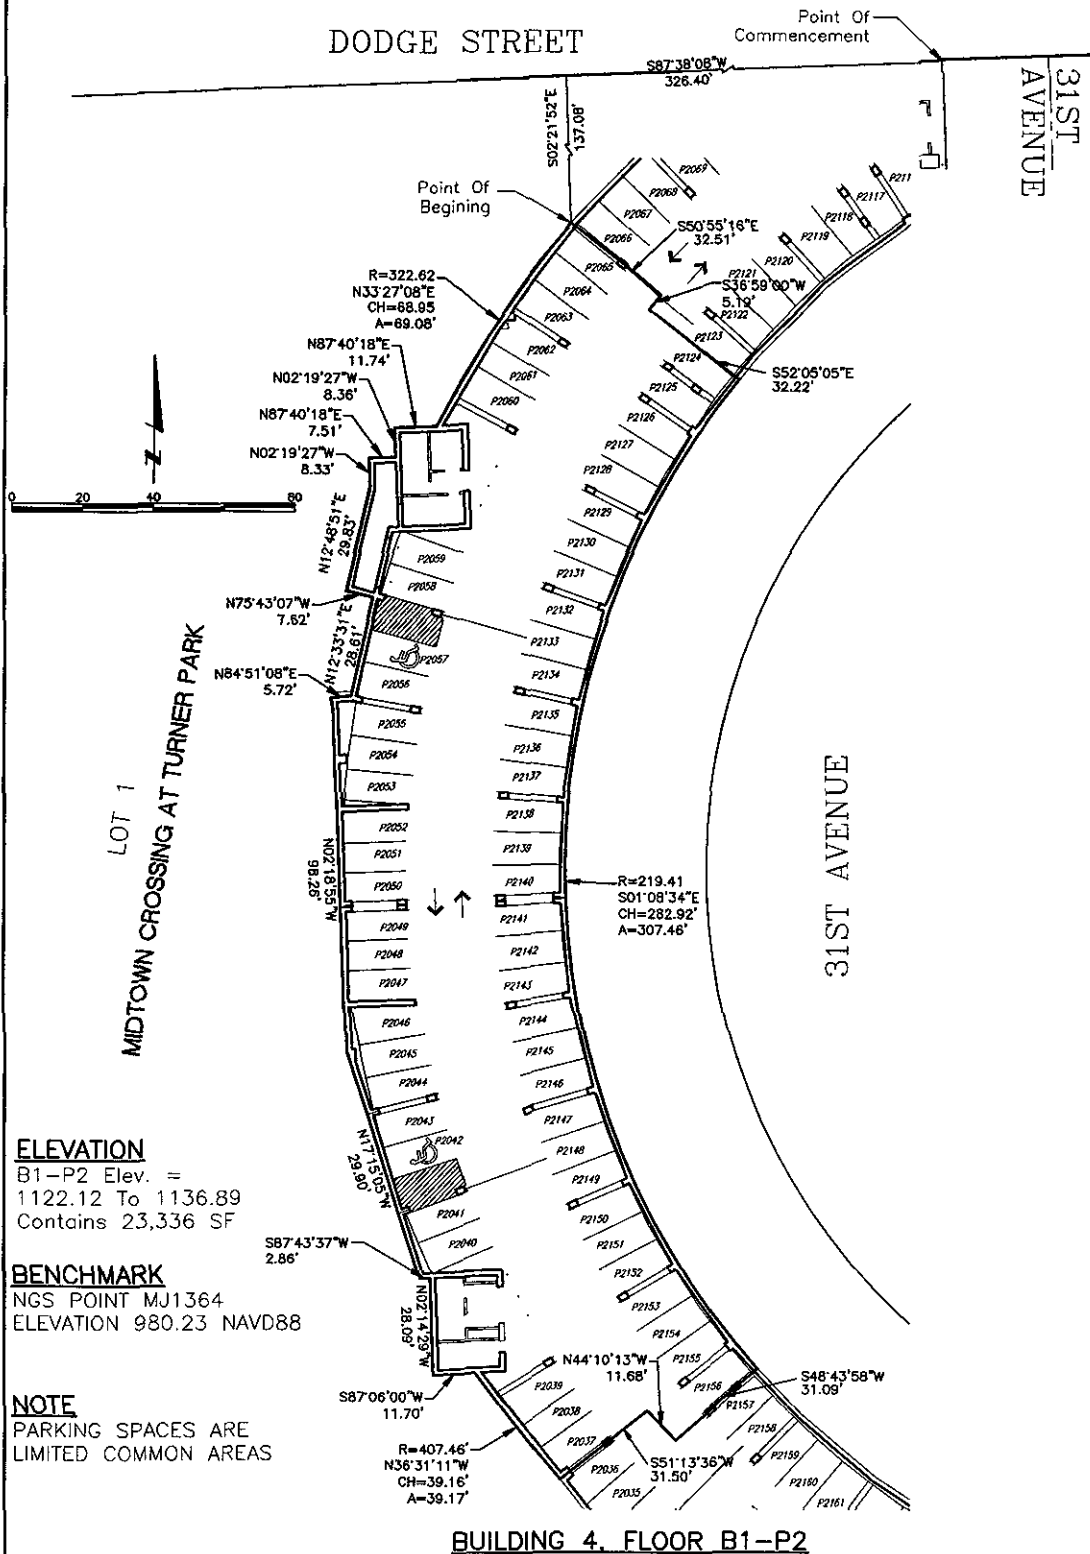 DODGE STREET
Point Of
Commencement
S87°38'08"W
326.40'
31ST
AVENUE
S02°21'52"E
137.08'
Point Of
Begining
P2069
P2068
P2067
P2066
P2065
P2064
P2063
P2062
P2061
P2060
S50°55'16"E
32.51'
S36°59'00"W
5.19'
P211
P2117
P2118
P2119
P2120
P2121
P2122
P2123
P2124
P2125
P2126
P2127
P2128
P2129
P2130
P2131
P2132
P2133
P2134
P2135
P2136
P2137
P2138
P2139
P2140
P2141
P2142
P2143
P2144
P2145
P2146
P2147
P2148
P2149
P2150
P2151
P2152
P2153
P2154
P2155
P2156
P2157
P2158
P2159
P2160
P2161
S52°05'05"E
32.22'
R=322.62
N33°27'08"E
CH=68.95
A=69.08'
N87°40'18"E
11.74'
N02°19'27"W
8.36'
N87°40'18"E
7.51'
N02°19'27"W
8.33'
N
0 20 40 80
N12°48'51"E
29.83'
N75°43'07"W
7.62'
N12°33'31"E
28.61'
N84°51'08"E
5.72'
P2059
P2058
P2057
P2056
P2055
P2054
P2053
P2052
P2051
P2050
P2049
P2048
P2047
P2046
P2045
P2044
P2043
P2042
P2041
P2040
P2039
P2038
P2037
P2036
P2035
LOT 1
MIDTOWN CROSSING AT TURNER PARK
N02°18'55"W
98.26'
R=219.41
S01°08'34"E
CH=282.92'
A=307.46'
31ST AVENUE
N17°15'05"W
29.90'
S87°43'37"W
2.86'
N02°14'29"W
28.09'
S87°06'00"W
11.70'
R=407.46'
N36°31'11"W
CH=39.16'
A=39.17'
N44°10'13"W
11.68'
S48°43'58"W
31.09'
S51°13'36"W
31.50'
ELEVATION
B1-P2 Elev. =
1122.12 To 1136.89
Contains 23,336 SF
BENCHMARK
NGS POINT MJ1364
ELEVATION 980.23 NAVD88
NOTE
PARKING SPACES ARE
LIMITED COMMON AREAS
BUILDING 4, FLOOR B1-P2